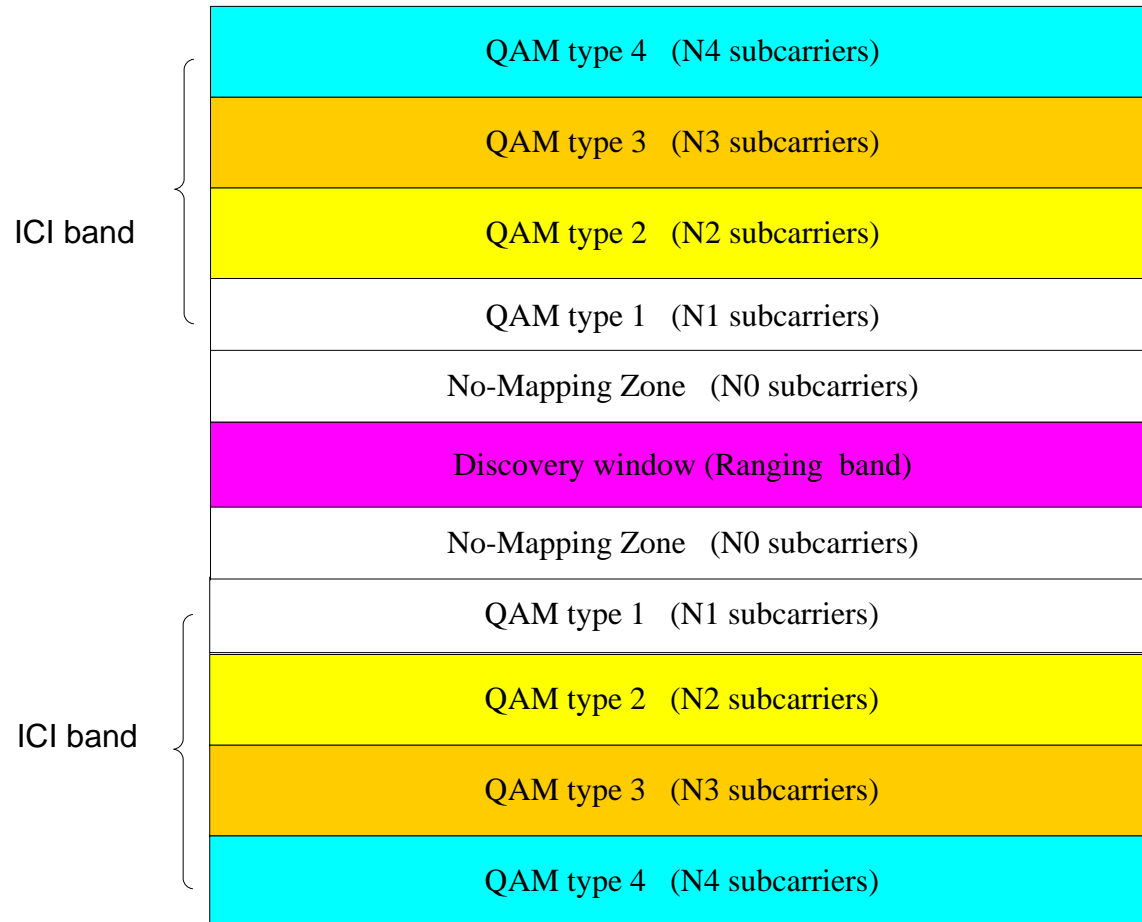 QAM type 4 (N4 subcarriers)
QAM type 3 (N3 subcarriers)
ICI band
QAM type 2 (N2 subcarriers)
QAM type 1 (N1 subcarriers)
No-Mapping Zone (N0 subcarriers)
Discovery window (Ranging band)
No-Mapping Zone (N0 subcarriers)
QAM type 1 (N1 subcarriers)
QAM type 2 (N2 subcarriers)
ICI band
QAM type 3 (N3 subcarriers)
QAM type 4 (N4 subcarriers)